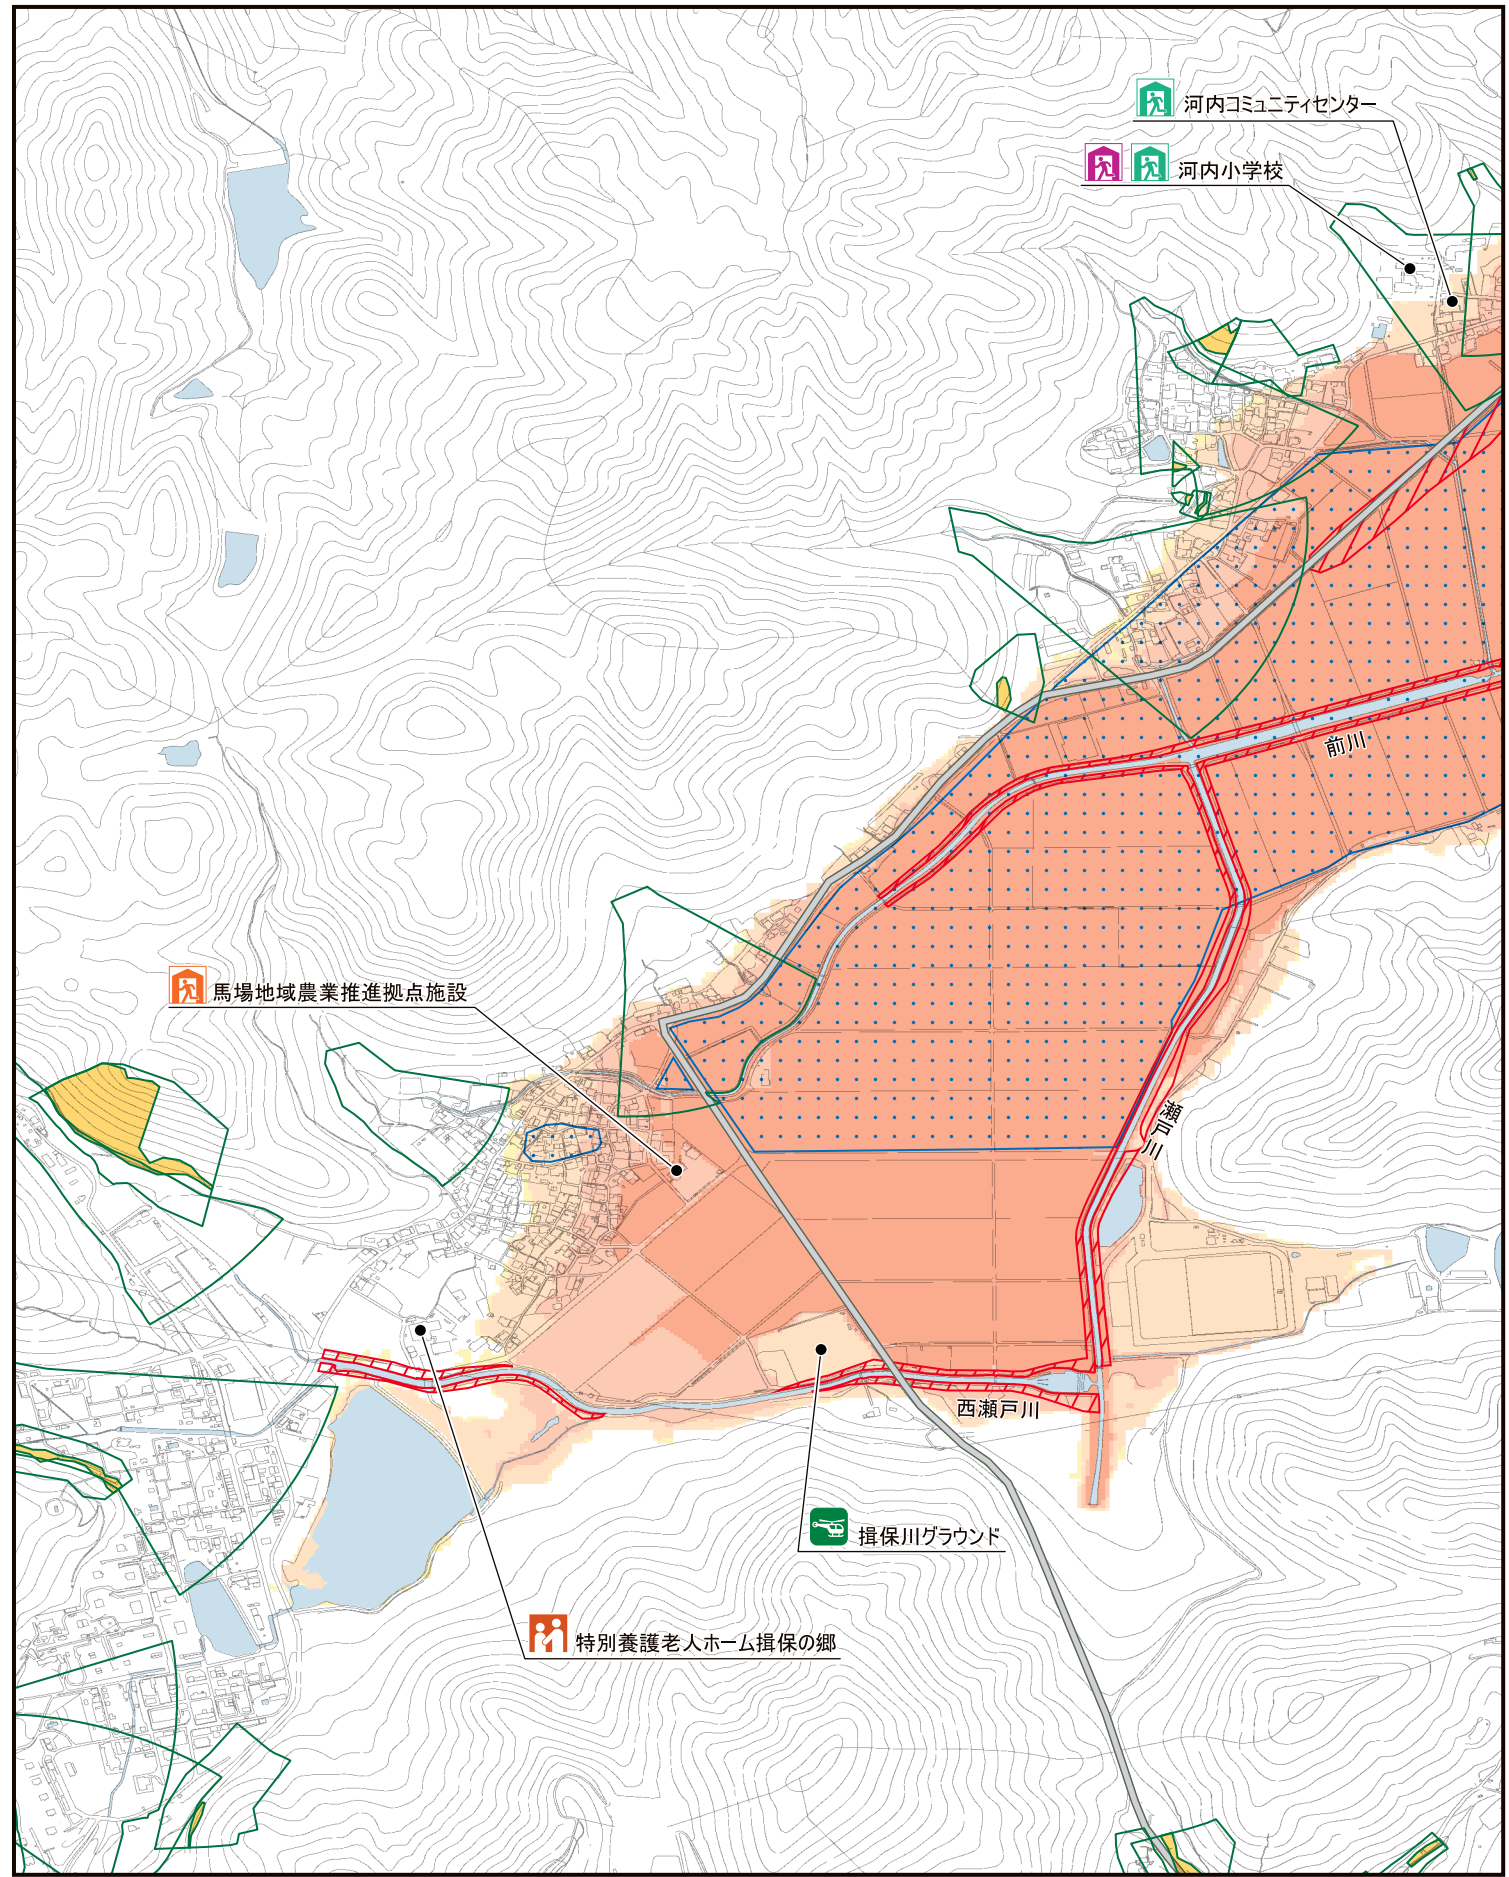 河内コミュニティセンター
河内小学校
前川
馬場地域農業推進拠点施設
瀬戸川
西瀬戸川
揖保川グラウンド
特別養護老人ホーム揖保の郷